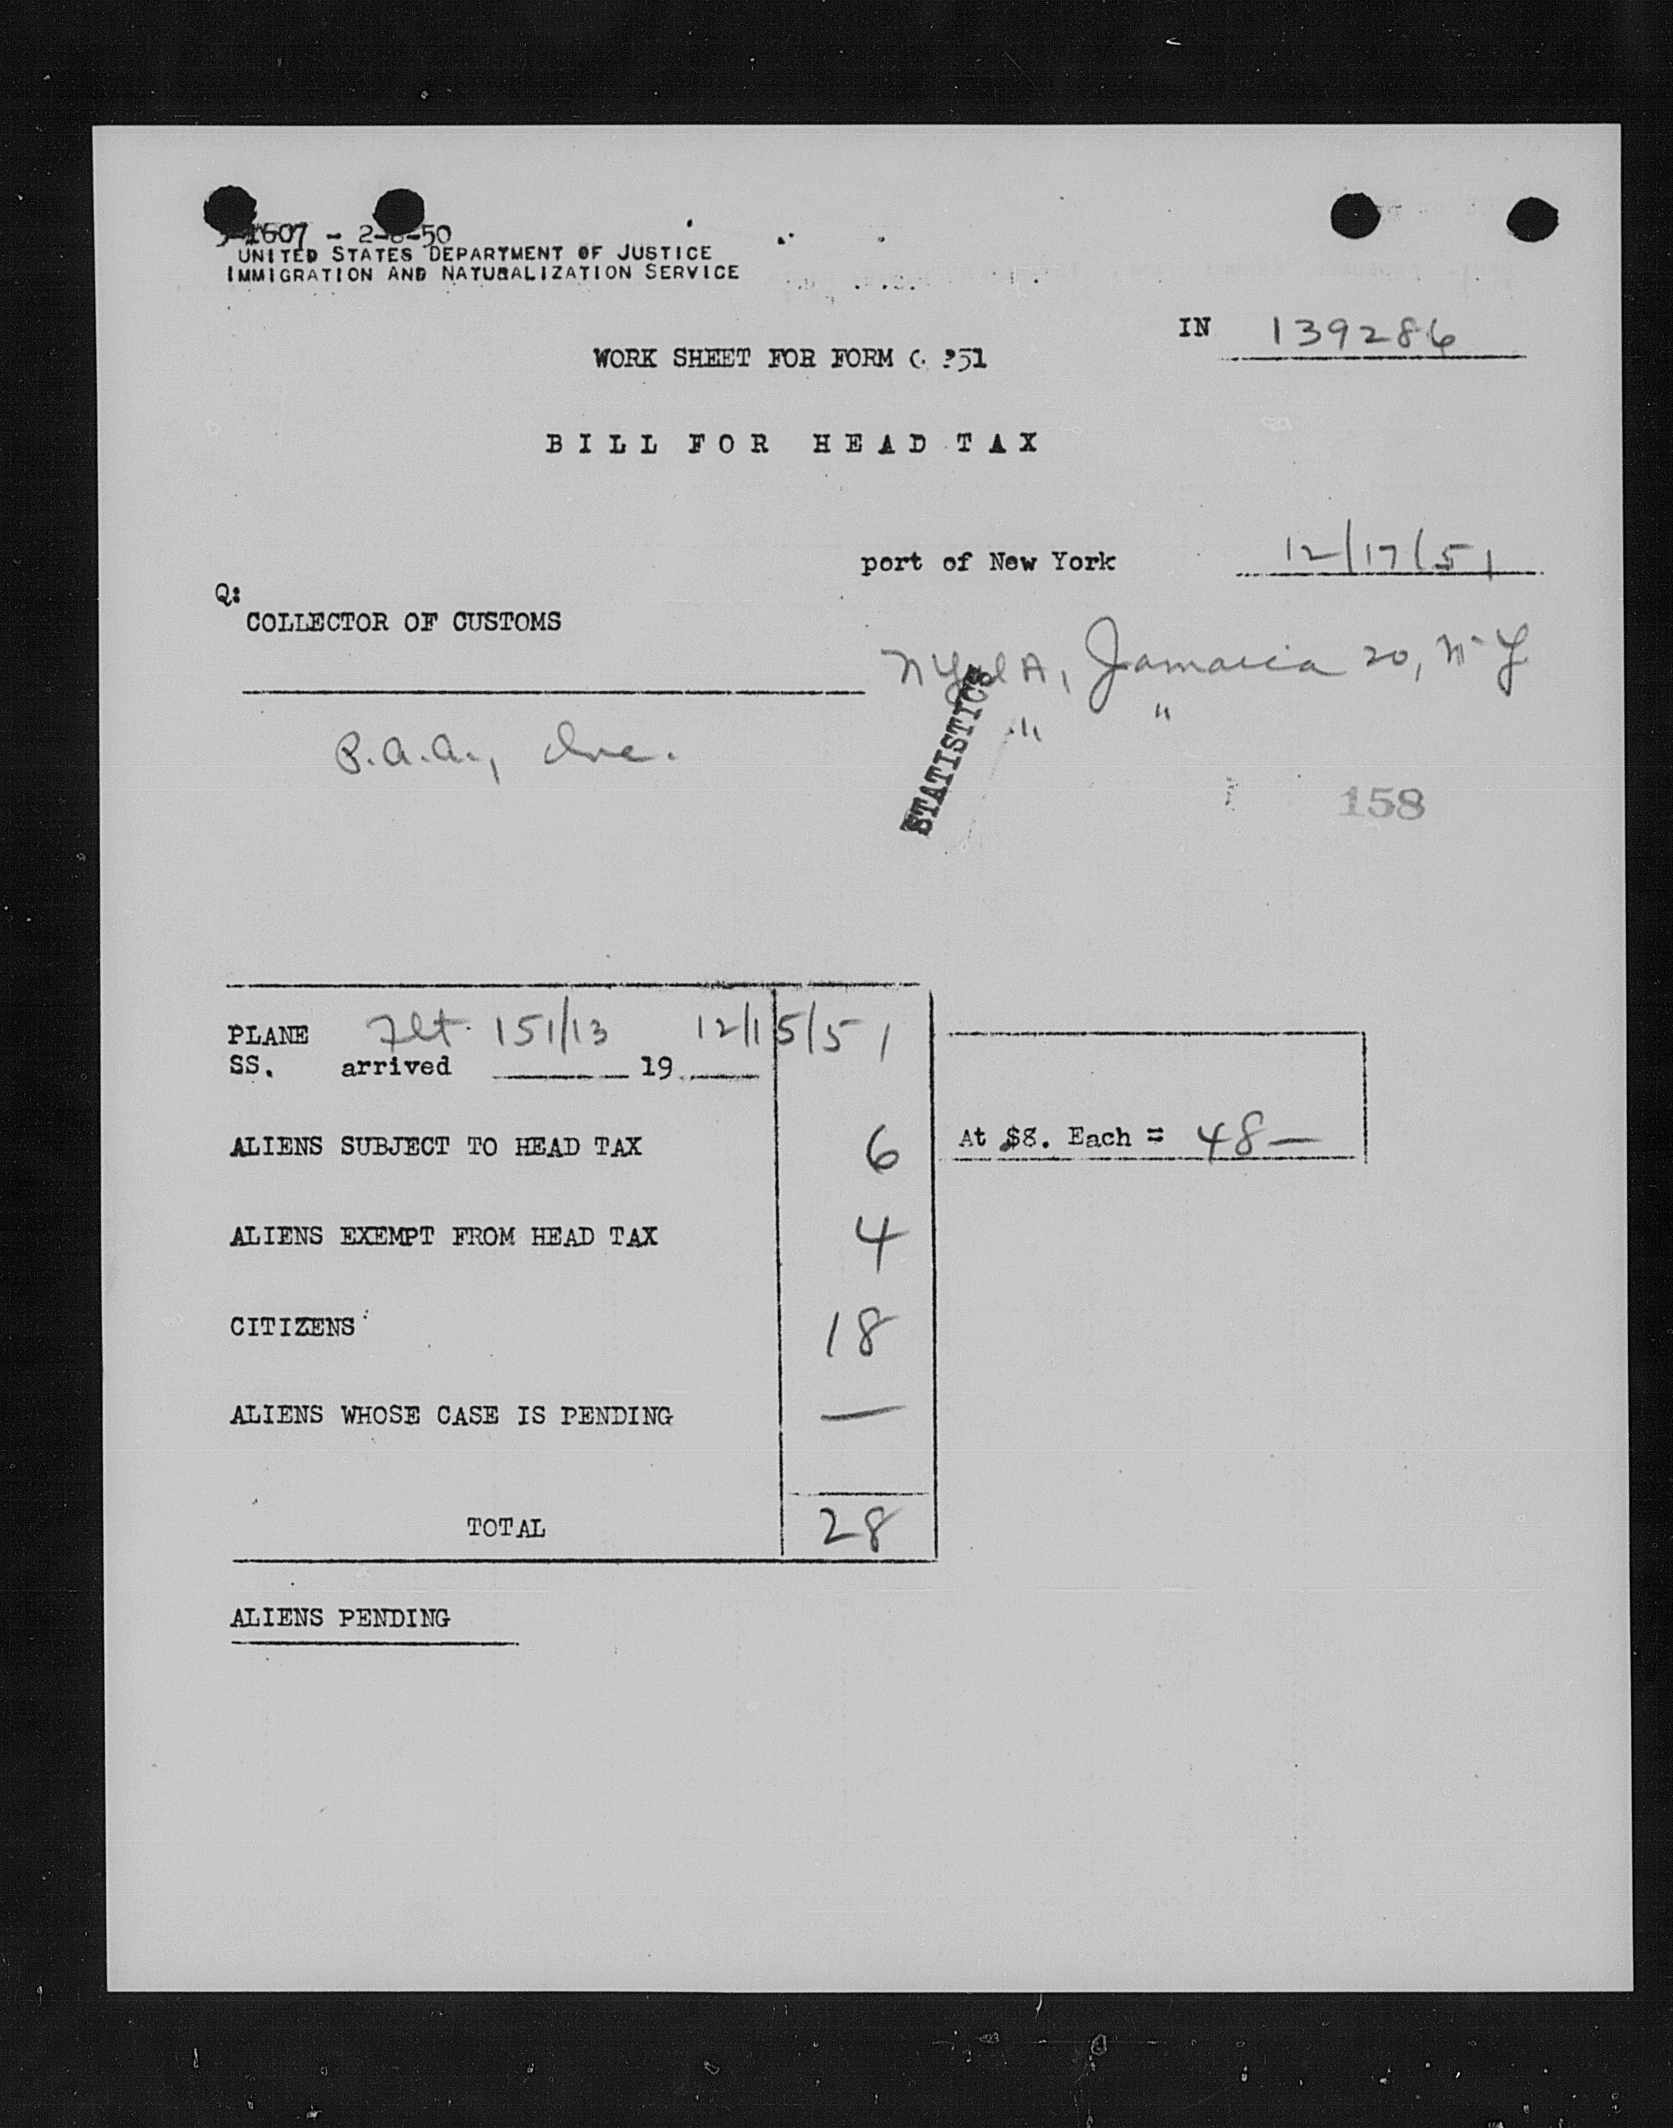 1607 - 2-8-50
UNITED STATES DEPARTMENT OF JUSTICE
IMMIGRATION AND NATURALIZATION SERVICE
IN 139286
WORK SHEET FOR FORM 351
BILL FOR HEAD TAX
port of New York 12/17/51
Q:
COLLECTOR OF CUSTOMS
Jamaica 20, N-Y
" "
P.A.A., Inc.
STATISTICS
158
PLANE Flt. 151/13 12/15/51
SS. arrived 19
ALIENS SUBJECT TO HEAD TAX 6 At $8. Each = 48—
ALIENS EXEMPT FROM HEAD TAX 4
CITIZENS 18
ALIENS WHOSE CASE IS PENDING —
TOTAL 28
ALIENS PENDING